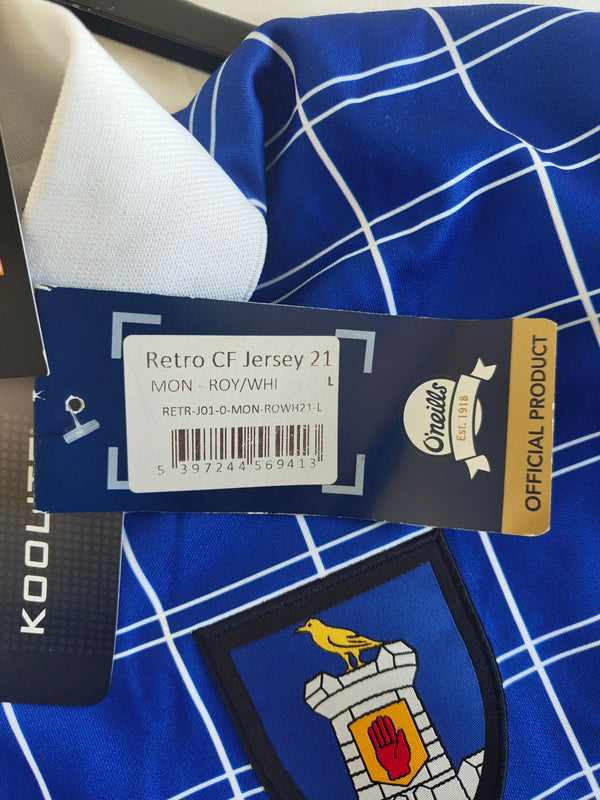 Retro CF Jersey 21
MON - ROY/WHI L
RETR-J01-0-MON-ROWH21-L
5 397244 569413
O'neills
Est. 1918
OFFICIAL PRODUCT